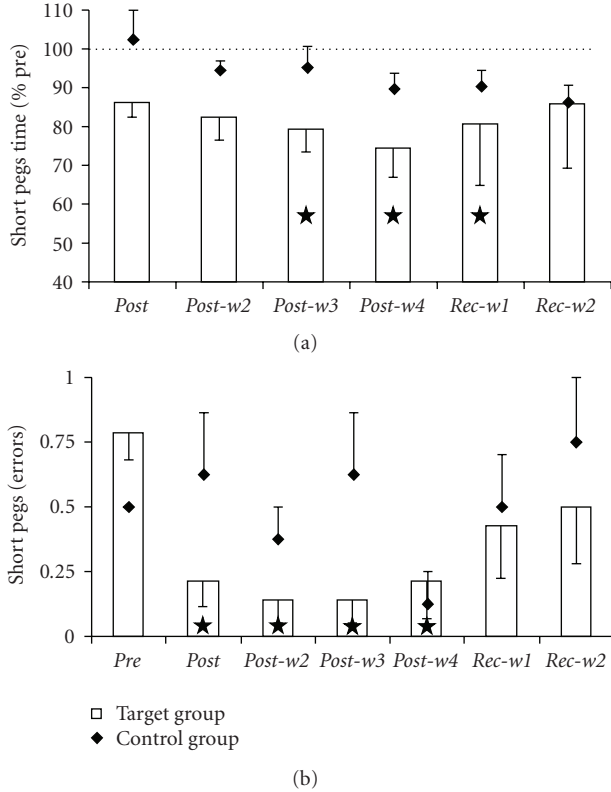 110
100
90
80
70
60
50
40
Short pegs time (% pre)
Post Post-w2 Post-w3 Post-w4 Rec-w1 Rec-w2
(a)
1
0.75
0.5
0.25
0
Short pegs (errors)
Pre Post Post-w2 Post-w3 Post-w4 Rec-w1 Rec-w2
Target group
Control group
(b)